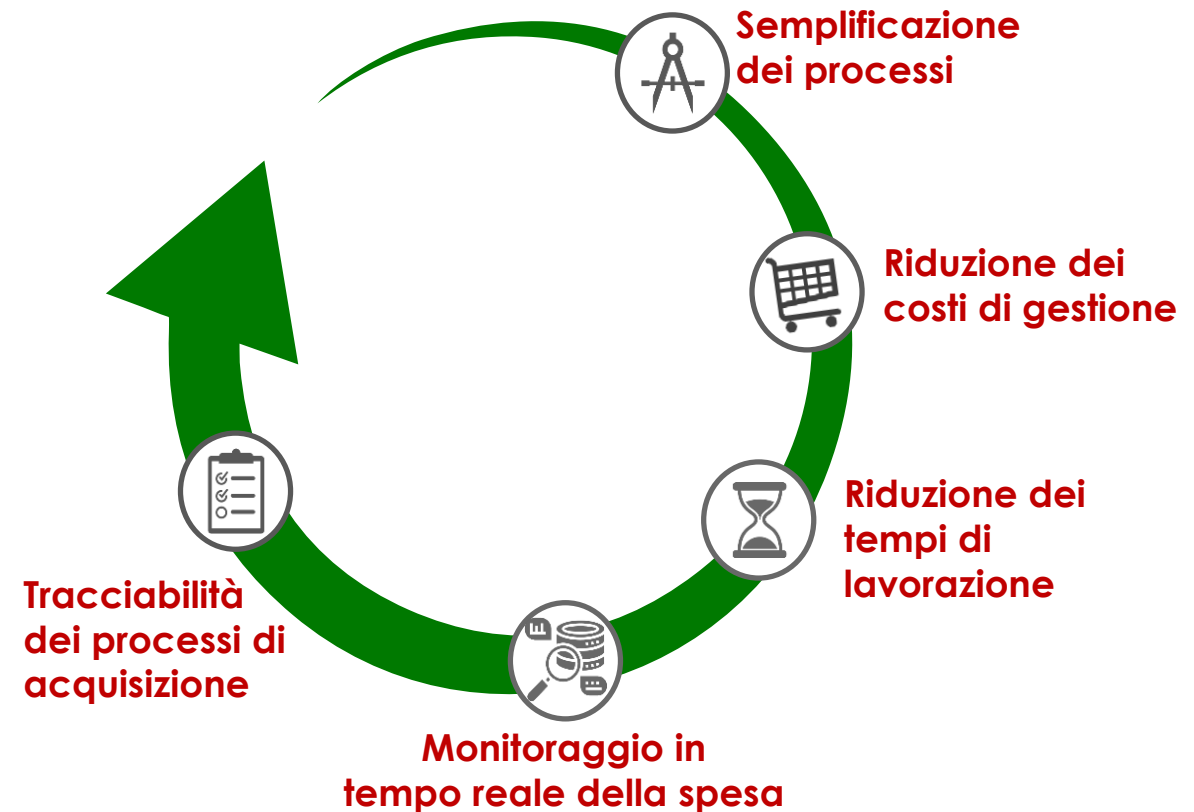 Semplificazione
dei processi
Riduzione dei
costi di gestione
Riduzione dei
tempi di
lavorazione
Monitoraggio in
tempo reale della spesa
Tracciabilità
dei processi di
acquisizione